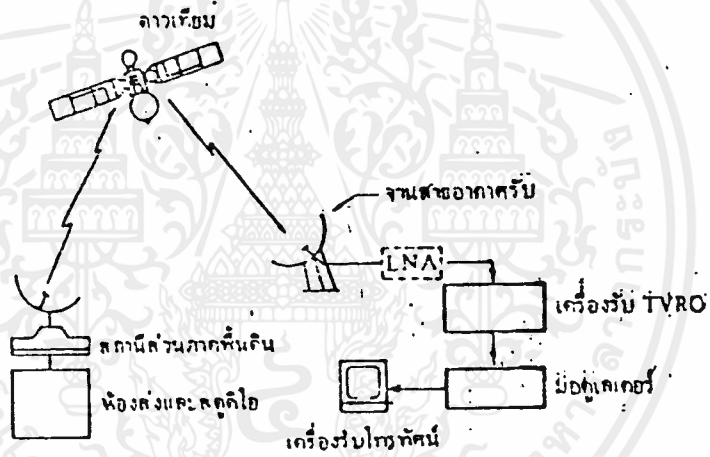 ดาวเทียม
จานสายอากาศรับ
LNA
เครื่องรับ TVRO
สถานีส่วนภาคพื้นดิน
มอดูเลเตอร์
ห้องส่งและสตูดิโอ
เครื่องรับโทรทัศน์